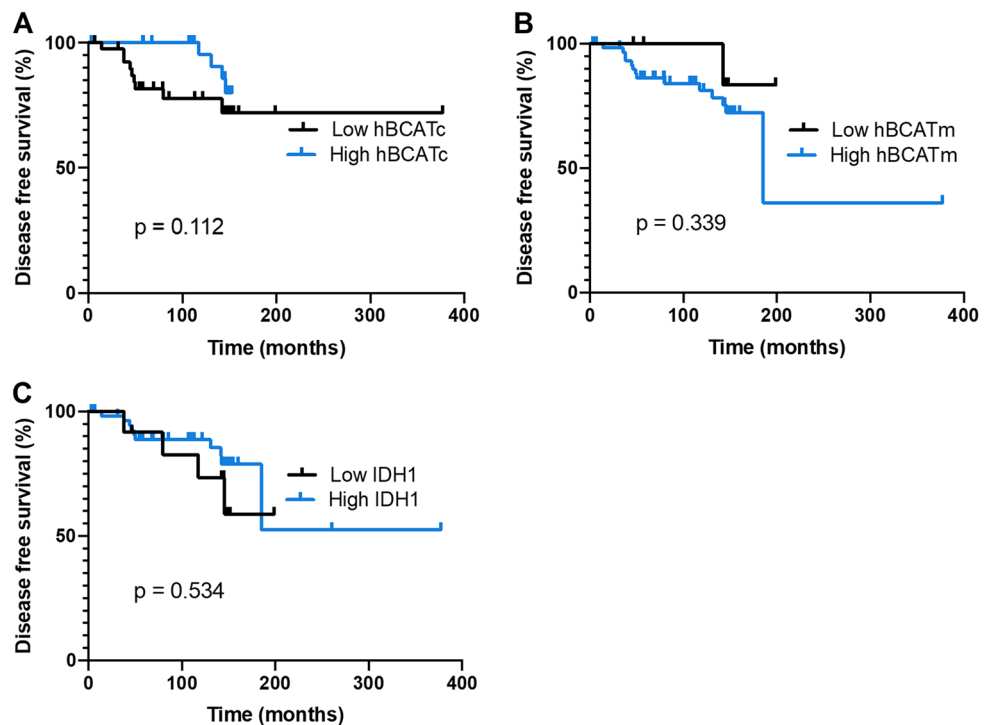 A
Disease free survival (%)
100
50
0
Low hBCATc
High hBCATc
p = 0.112
0 100 200 300 400
Time (months)
B
Disease free survival (%)
100
50
0
Low hBCATm
High hBCATm
p = 0.339
0 100 200 300 400
Time (months)
C
Disease free survival (%)
100
50
0
Low IDH1
High IDH1
p = 0.534
0 100 200 300 400
Time (months)